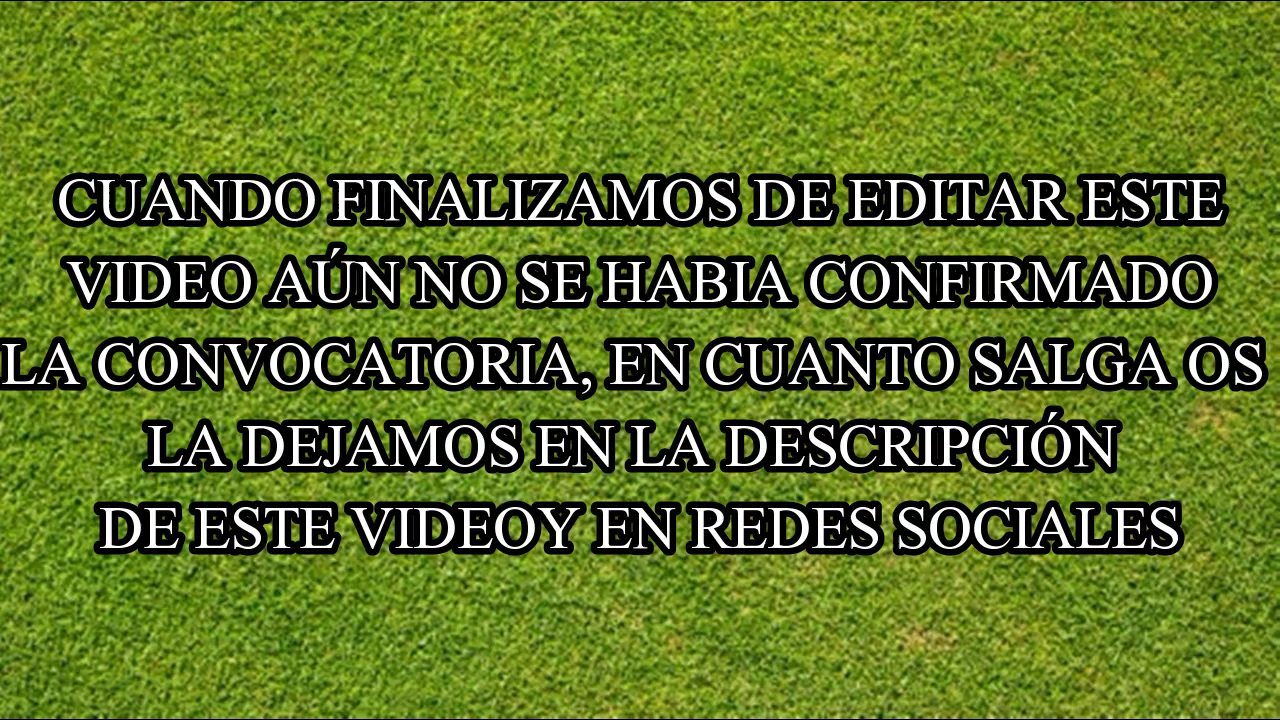 CUANDO FINALIZAMOS DE EDITAR ESTE
VIDEO AÚN NO SE HABIA CONFIRMADO
LA CONVOCATORIA, EN CUANTO SALGA OS
LA DEJAMOS EN LA DESCRIPCIÓN
DE ESTE VIDEOY EN REDES SOCIALES